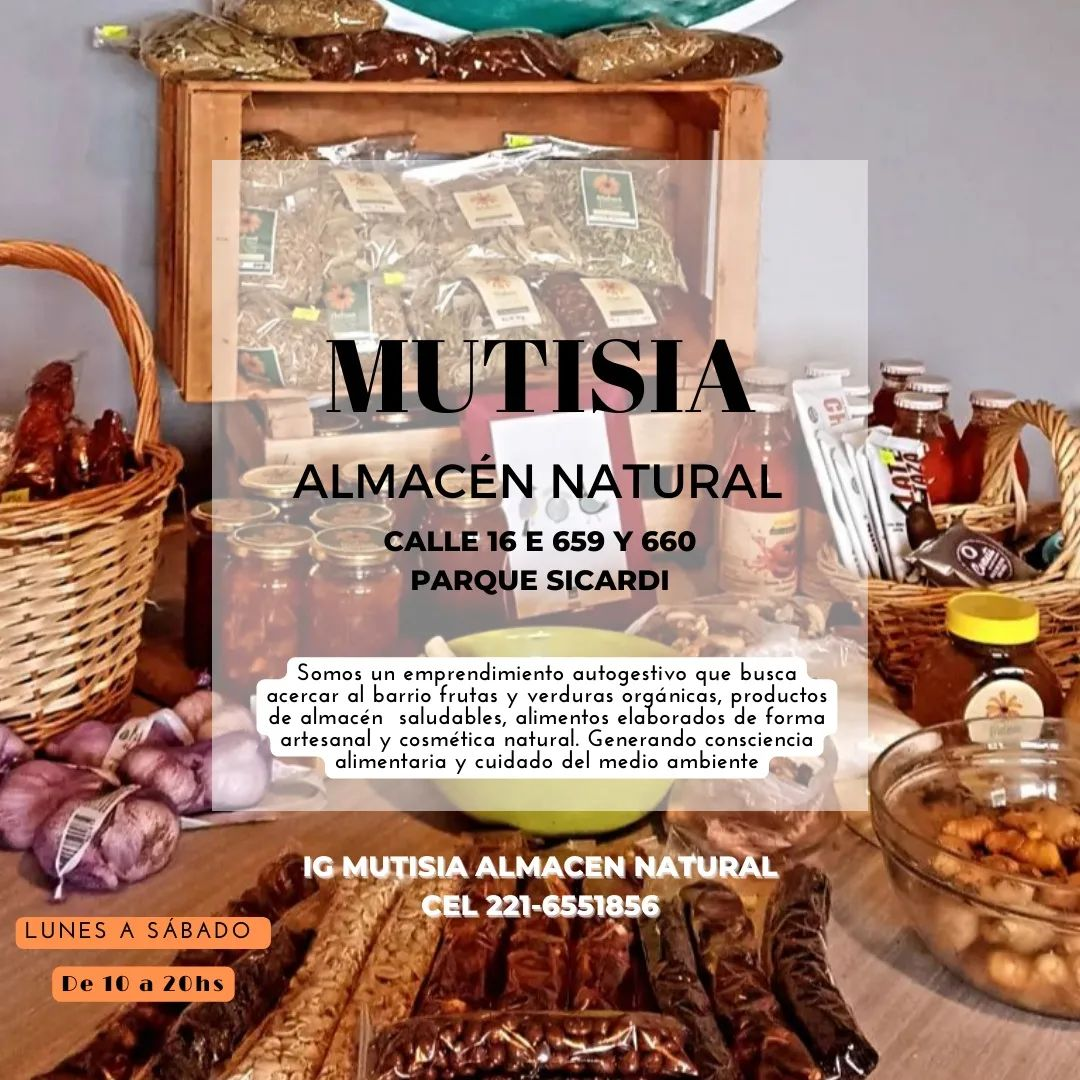 MUTISIA
ALMACÉN NATURAL
CALLE 16 E 659 Y 660
PARQUE SICARDI
Somos un emprendimiento autogestivo que busca
acercar al barrio frutas y verduras orgánicas, productos
de almacén saludables, alimentos elaborados de forma
artesanal y cosmética natural. Generando consciencia
alimentaria y cuidado del medio ambiente
IG MUTISIA ALMACEN NATURAL
CEL 221-6551856
LUNES A SÁBADO
De 10 a 20hs